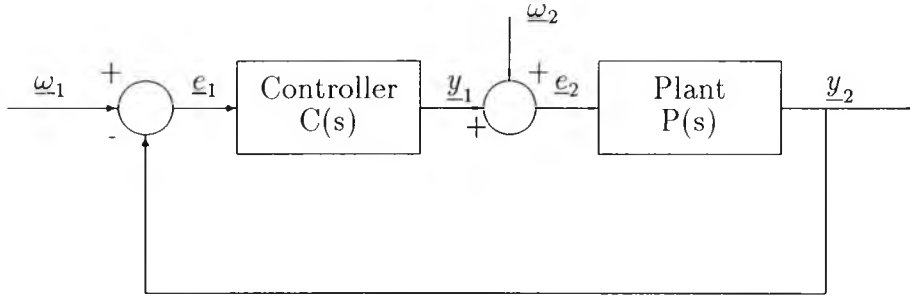 ω₂
ω₁
+
-
e₁
Controller
C(s)
y₁
+
+
e₂
Plant
P(s)
y₂